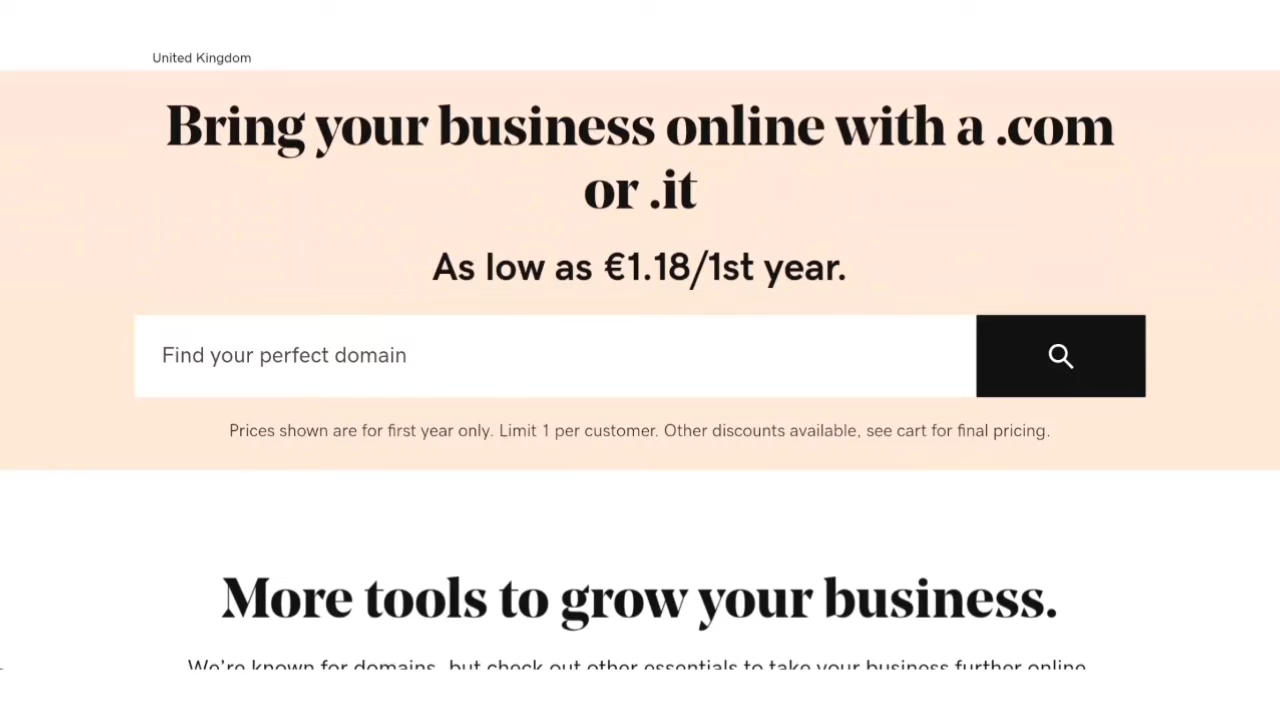 United Kingdom
Bring your business online with a .com
or .it
As low as €1.18/1st year.
Find your perfect domain
Prices shown are for first year only. Limit 1 per customer. Other discounts available, see cart for final pricing.
More tools to grow your business.
We're known for domains, but check out other essentials to take your business further online